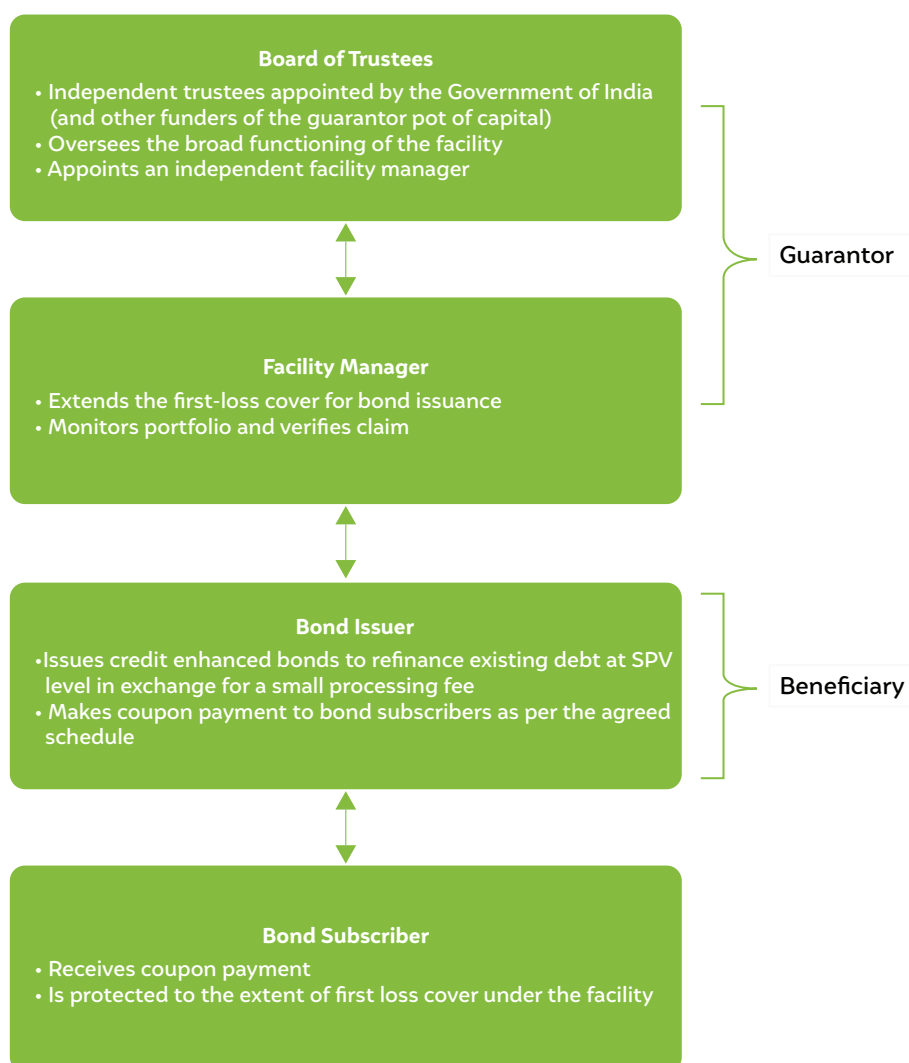 Board of Trustees
• Independent trustees appointed by the Government of India
(and other funders of the guarantor pot of capital)
• Oversees the broad functioning of the facility
• Appoints an independent facility manager
Guarantor
Facility Manager
• Extends the first-loss cover for bond issuance
• Monitors portfolio and verifies claim
Bond Issuer
•Issues credit enhanced bonds to refinance existing debt at SPV
level in exchange for a small processing fee
• Makes coupon payment to bond subscribers as per the agreed
schedule
Beneficiary
Bond Subscriber
• Receives coupon payment
• Is protected to the extent of first loss cover under the facility